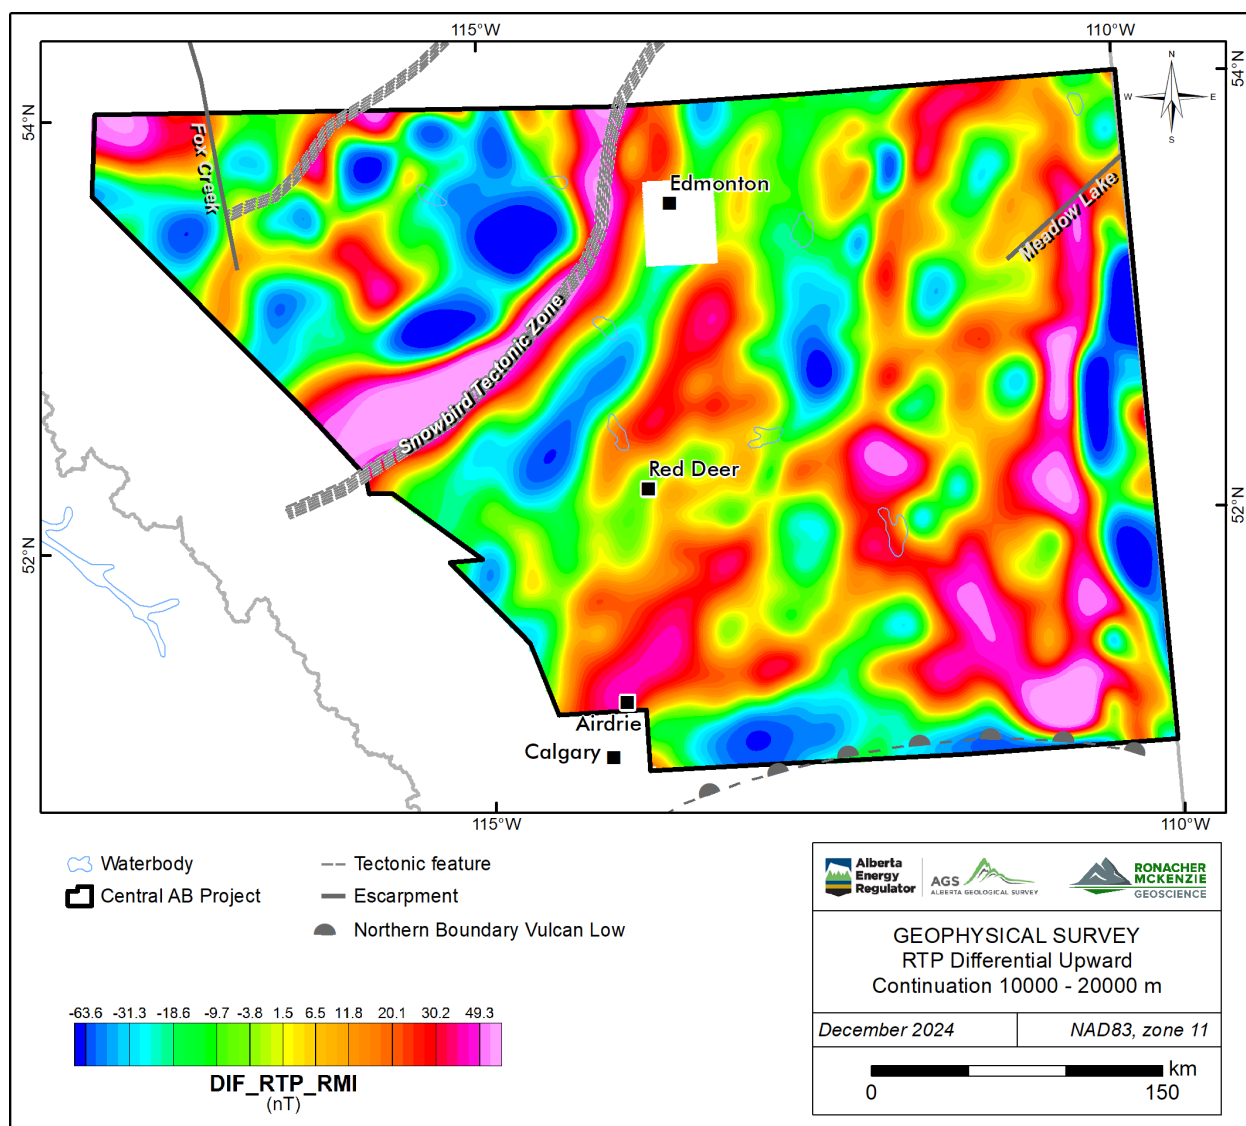 115°W
110°W
54°N
54°N
N
W
E
S
Fox Creek
Edmonton
Meadow Lake
Snowbird Tectonic Zone
Red Deer
52°N
52°N
Airdrie
Calgary
115°W
110°W
Waterbody
Central AB Project
Tectonic feature
Escarpment
Northern Boundary Vulcan Low
-63.6 -31.3 -18.6 -9.7 -3.8 1.5 6.5 11.8 20.1 30.2 49.3
DIF_RTP_RMI
(nT)
Alberta
Energy
Regulator
AGS
ALBERTA GEOLOGICAL SURVEY
RONACHER
MCKENZIE
GEOSCIENCE
GEOPHYSICAL SURVEY
RTP Differential Upward
Continuation 10000 - 20000 m
December 2024
NAD83, zone 11
km
0 150